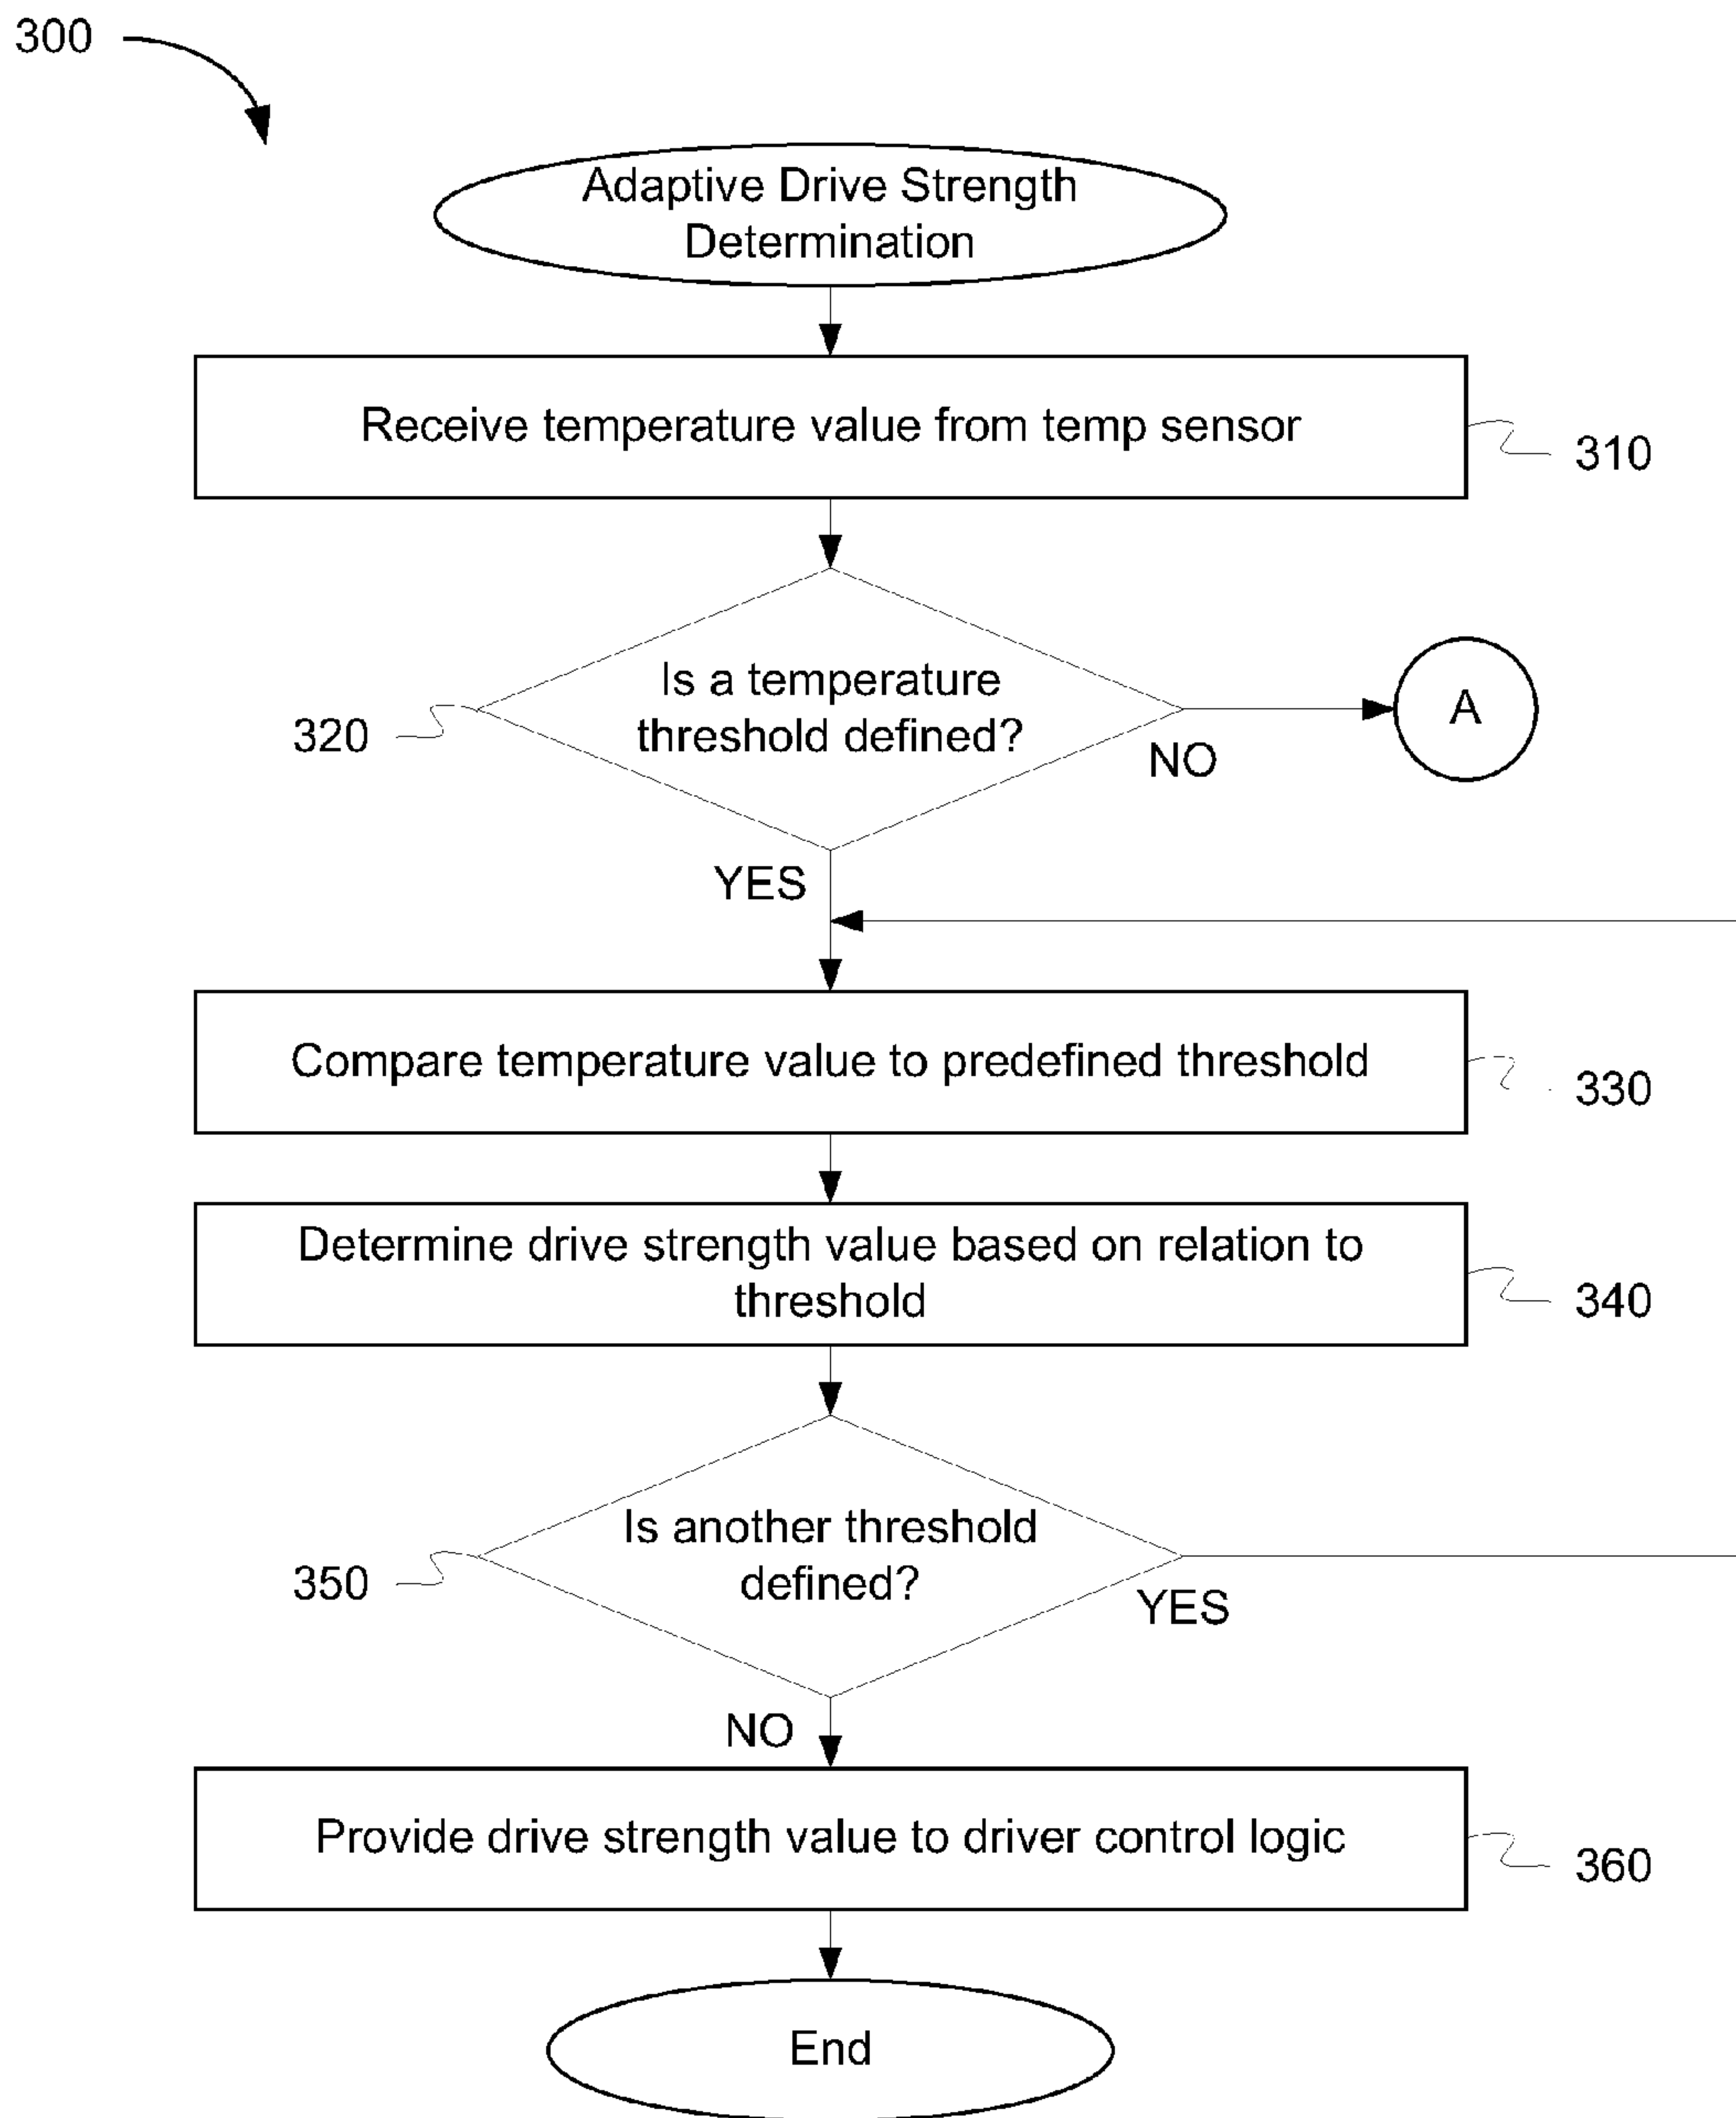 300
Adaptive Drive Strength
Determination
Receive temperature value from temp sensor
310
Is a temperature
threshold defined?
320
NO
A
YES
Compare temperature value to predefined threshold
330
Determine drive strength value based on relation to
threshold
340
Is another threshold
defined?
350
YES
NO
Provide drive strength value to driver control logic
360
End